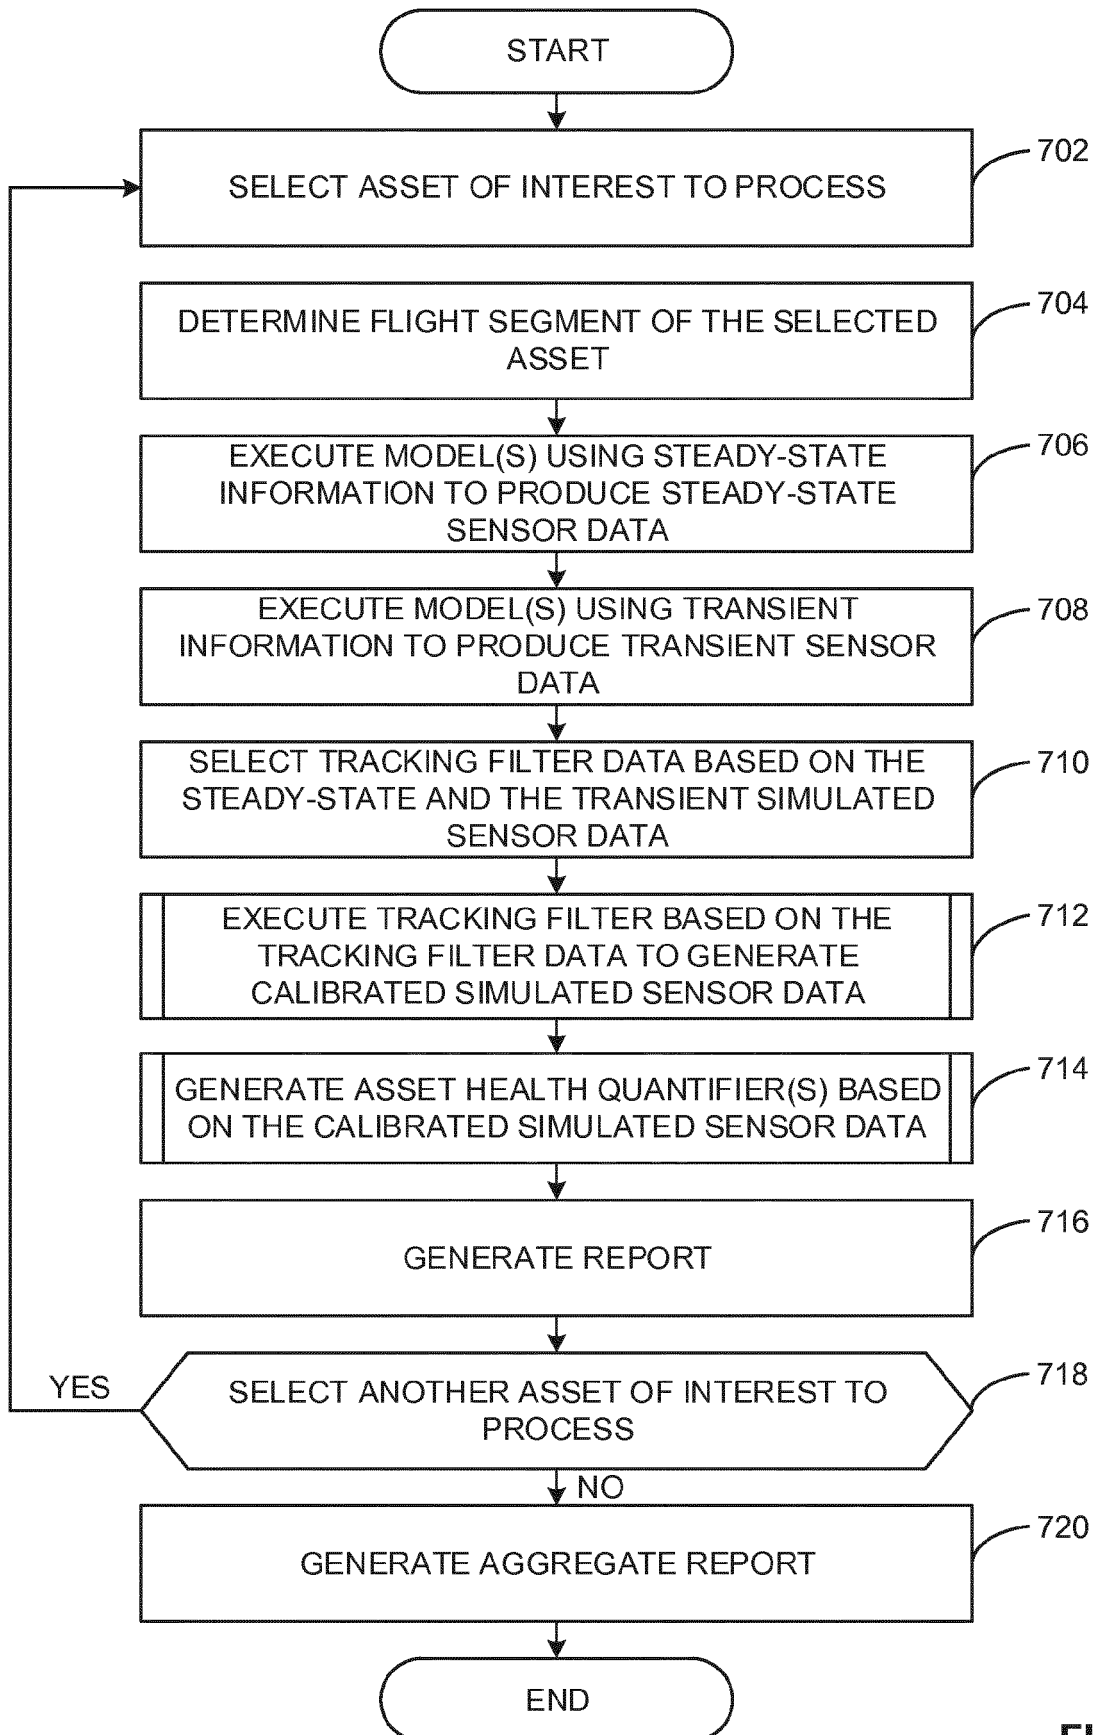 START
SELECT ASSET OF INTEREST TO PROCESS
702
DETERMINE FLIGHT SEGMENT OF THE SELECTED
ASSET
704
EXECUTE MODEL(S) USING STEADY-STATE
INFORMATION TO PRODUCE STEADY-STATE
SENSOR DATA
706
EXECUTE MODEL(S) USING TRANSIENT
INFORMATION TO PRODUCE TRANSIENT SENSOR
DATA
708
SELECT TRACKING FILTER DATA BASED ON THE
STEADY-STATE AND THE TRANSIENT SIMULATED
SENSOR DATA
710
EXECUTE TRACKING FILTER BASED ON THE
TRACKING FILTER DATA TO GENERATE
CALIBRATED SIMULATED SENSOR DATA
712
GENERATE ASSET HEALTH QUANTIFIER(S) BASED
ON THE CALIBRATED SIMULATED SENSOR DATA
714
GENERATE REPORT
716
YES
SELECT ANOTHER ASSET OF INTEREST TO
PROCESS
718
NO
GENERATE AGGREGATE REPORT
720
END